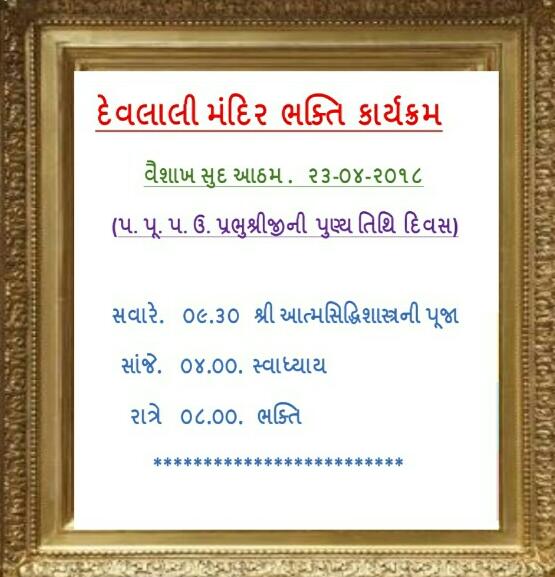 દેવલાલી મંદિર ભક્તિ કાર્યક્રમ
વૈશાખ સુદ આઠમ . ૨૩-૦૪-૨૦૧૮
(પ. પૂ. પ. ઉ. પ્રભુશ્રીજીની પુણ્ય તિથિ દિવસ)
સવારે. ૦૯.૩૦ શ્રી આત્મસિદ્ધિશાસ્ત્રની પૂજા
સાંજે. ૦૪.૦૦. સ્વાધ્યાય
રાત્રે ૦૮.૦૦. ભક્તિ
*************************